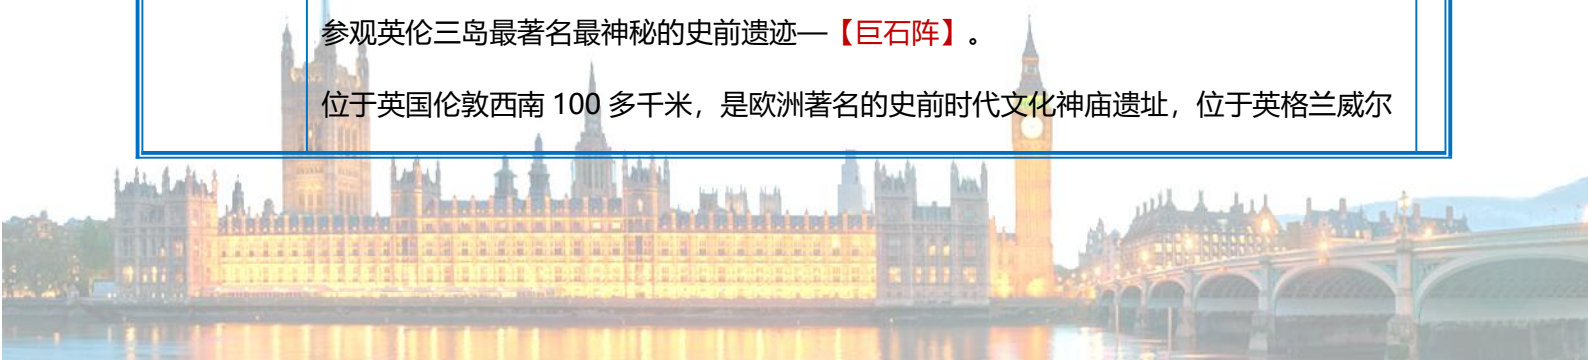 参观英伦三岛最著名最神秘的史前遗迹—【巨石阵】。
位于英国伦敦西南 100 多千米，是欧洲著名的史前时代文化神庙遗址，位于英格兰威尔